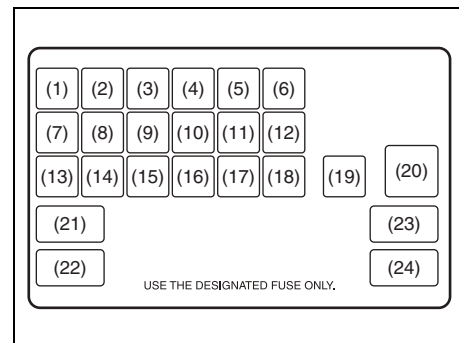 (1) (2) (3) (4) (5) (6)
(7) (8) (9) (10) (11) (12)
(13) (14) (15) (16) (17) (18) (19) (20)
(21) (23)
(22) (24)
USE THE DESIGNATED FUSE ONLY.